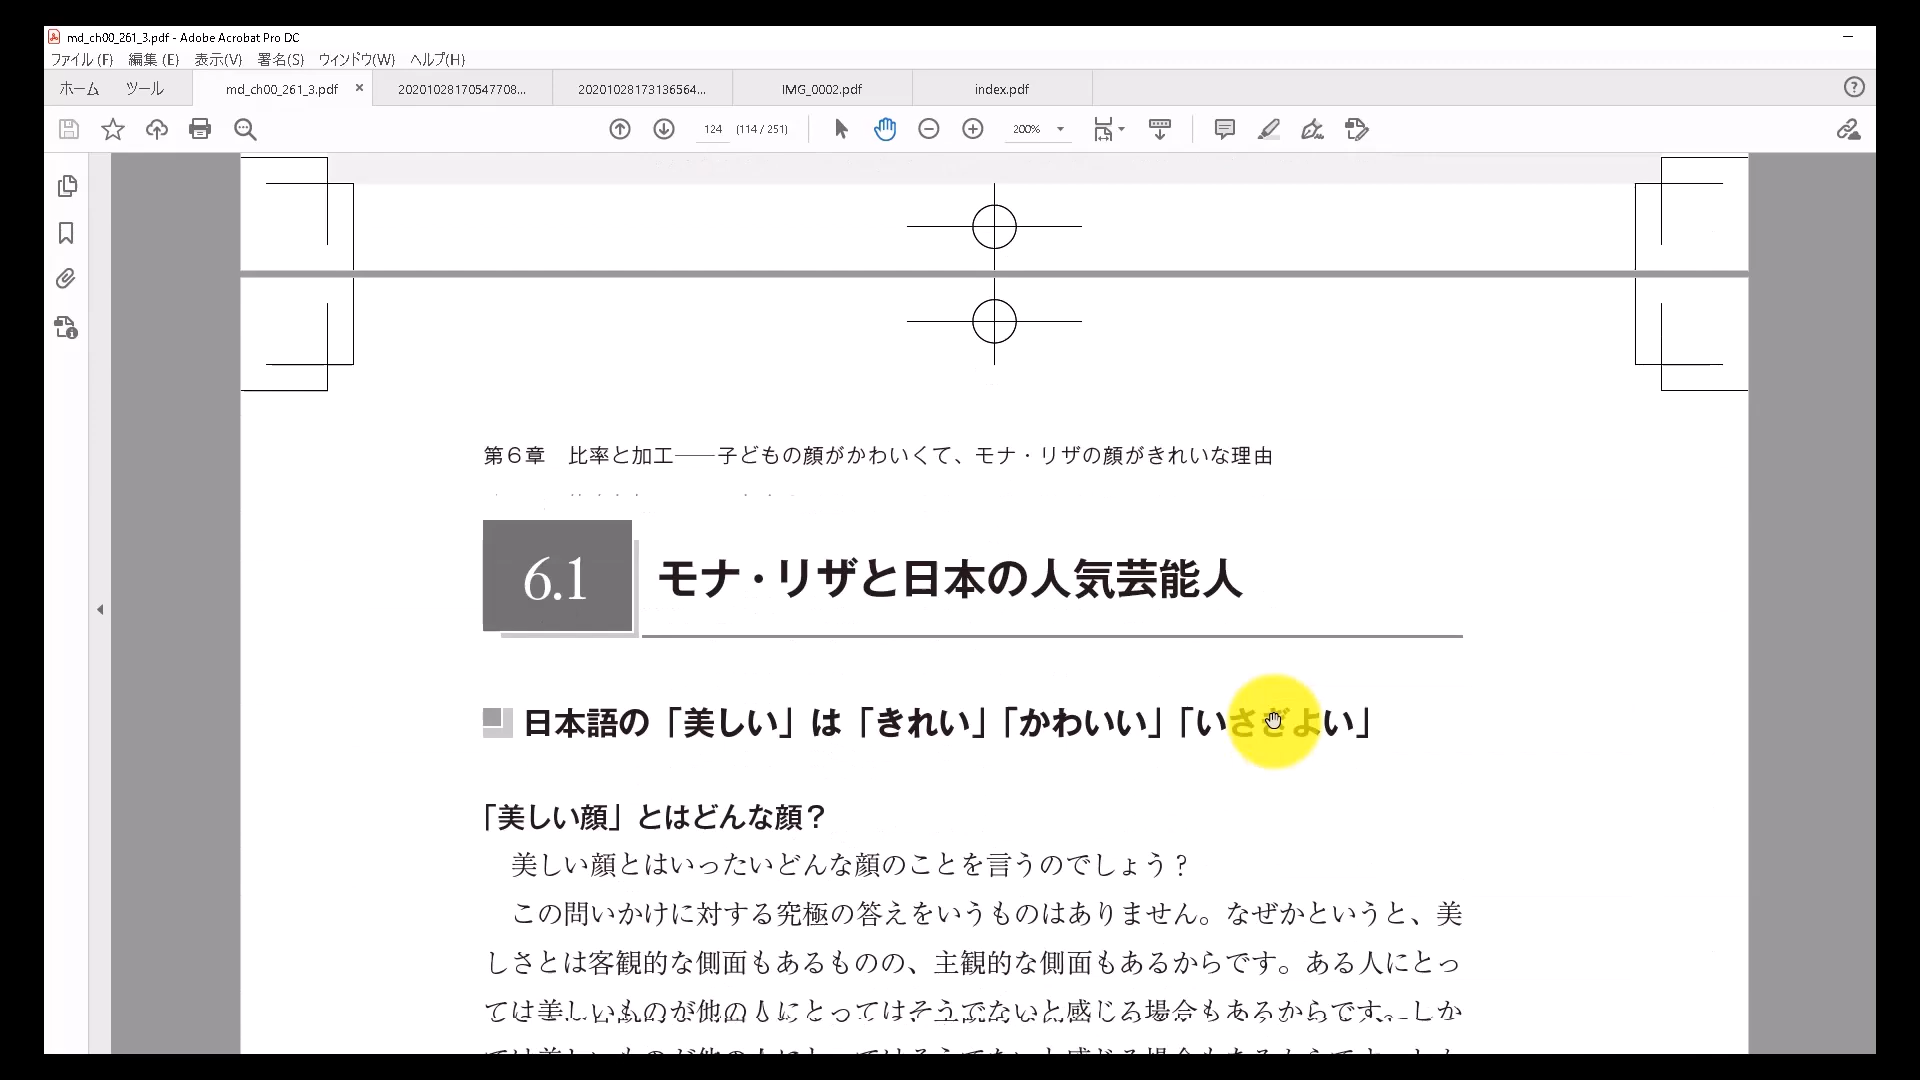 md_ch00_261_3.pdf - Adobe Acrobat Pro DC
ファイル(F) 編集(E) 表示(V) 署名(S) ウィンドウ(W) ヘルプ(H)
ホーム ツール md_ch00_261_3.pdf × 20201028170547708... 20201028173136564... IMG_0002.pdf index.pdf
124 (114 / 251) 200%
第6章 比率と加工──子どもの顔がかわいくて、モナ・リザの顔がきれいな理由
6.1 モナ・リザと日本の人気芸能人
日本語の「美しい」は「きれい」「かわいい」「いさぎよい」
「美しい顔」とはどんな顔？
美しい顔とはいったいどんな顔のことを言うのでしょう？
この問いかけに対する究極の答えをいうものはありません。なぜかというと、美
しさとは客観的な側面もあるものの、主観的な側面もあるからです。ある人にとっ
ては美しいものが他の人にとってはそうでないと感じる場合もあるからです。しか